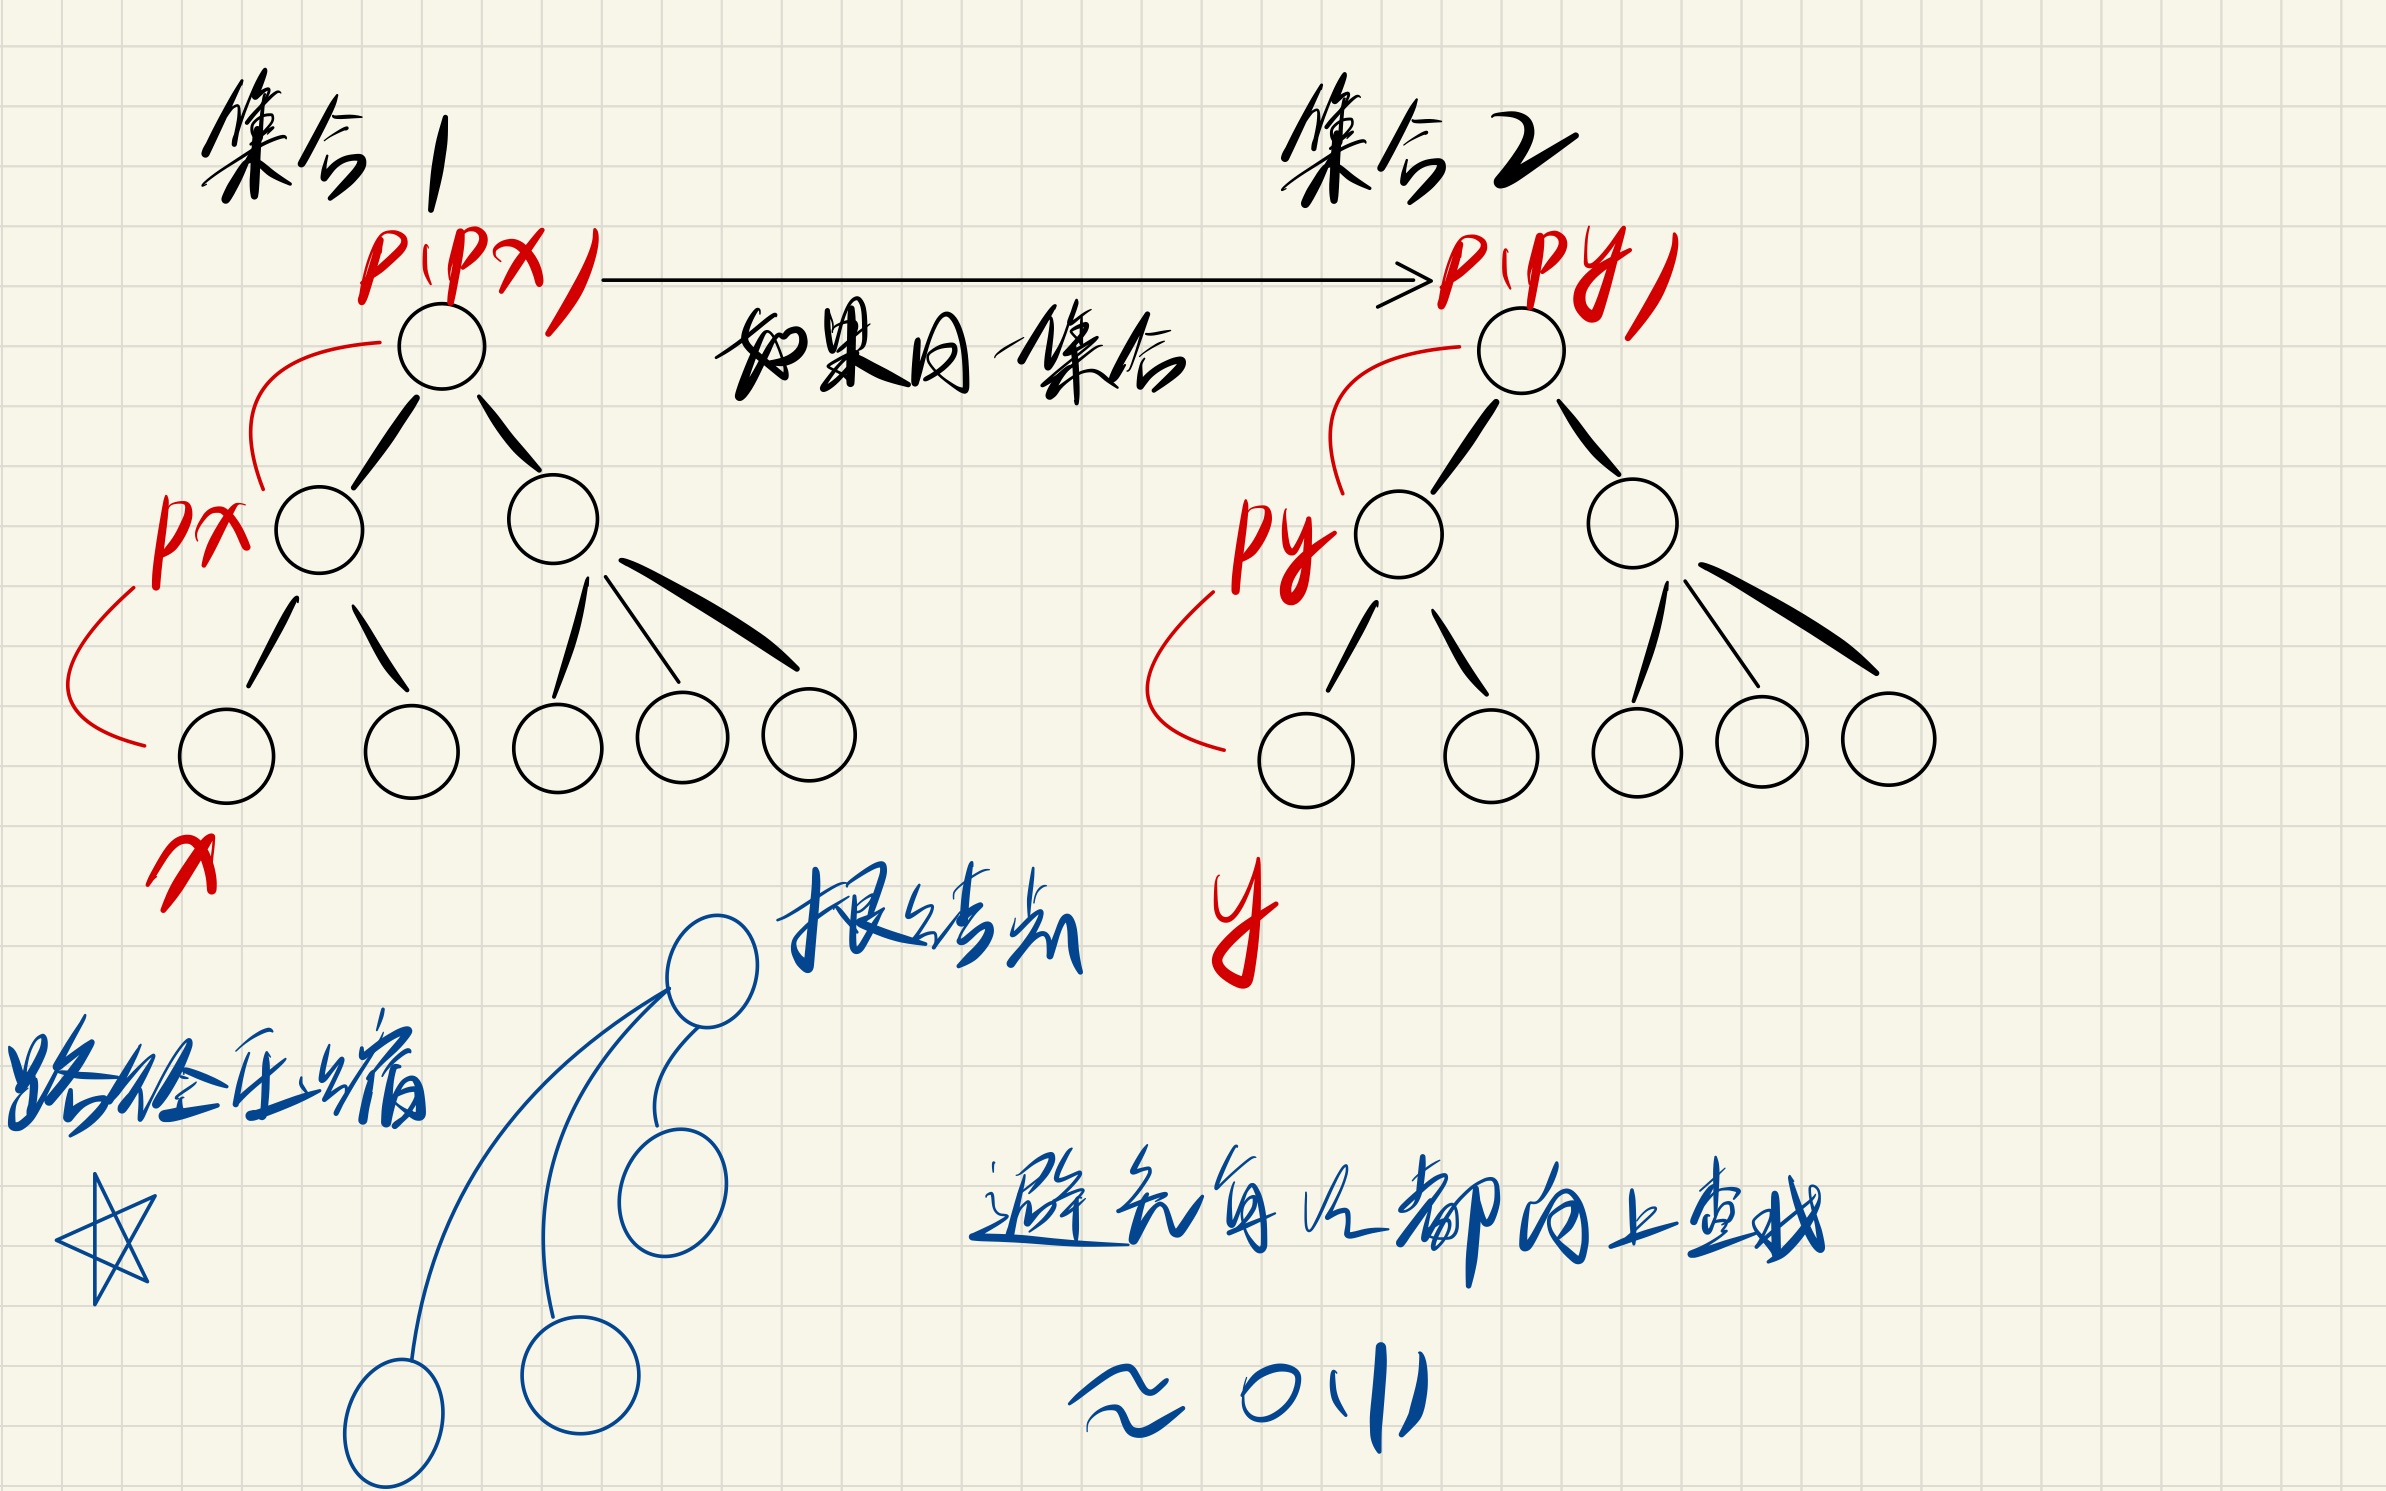 集合1
集合2
p(px)
p(py)
如果同一集合
px
py
x
y
根结点
路径压缩
避免每次都向上查找
≈ O(1)